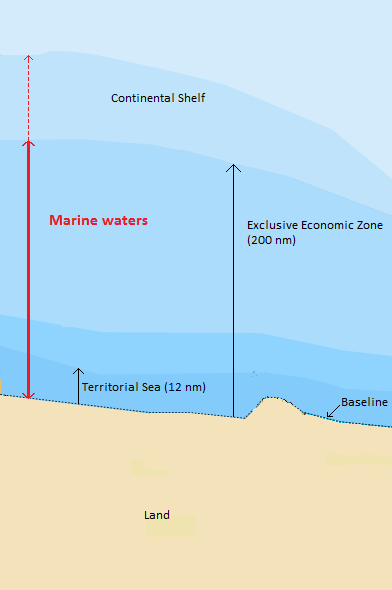 Continental Shelf
Marine waters
Exclusive Economic Zone
(200 nm)
Territorial Sea (12 nm)
Baseline
Land